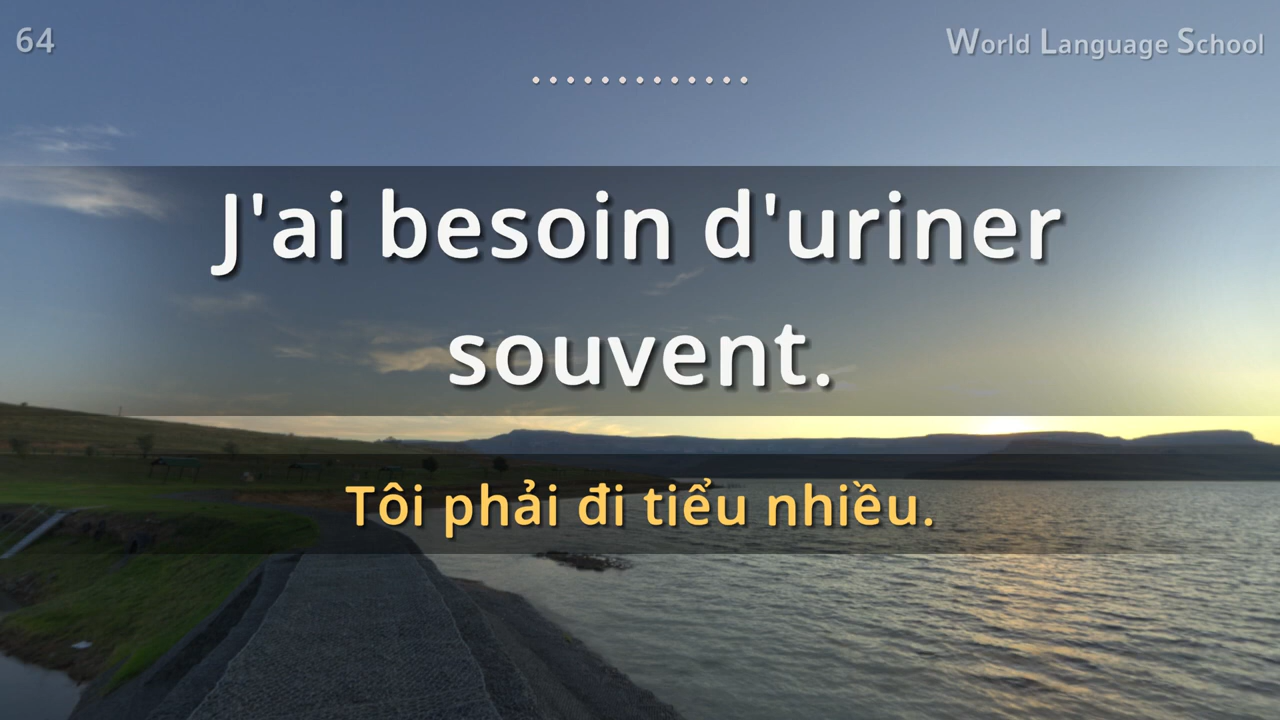 64
World Language School
J'ai besoin d'uriner
souvent.
Tôi phải đi tiểu nhiều.